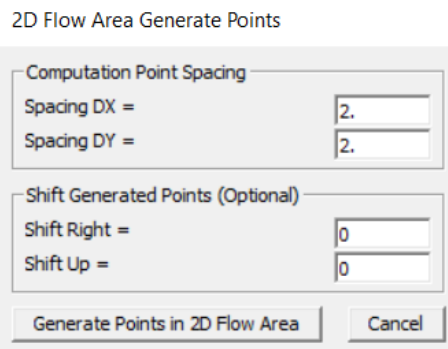 2D Flow Area Generate Points
Computation Point Spacing
Spacing DX = 2.
Spacing DY = 2.
Shift Generated Points (Optional)
Shift Right = 0
Shift Up = 0
Generate Points in 2D Flow Area Cancel